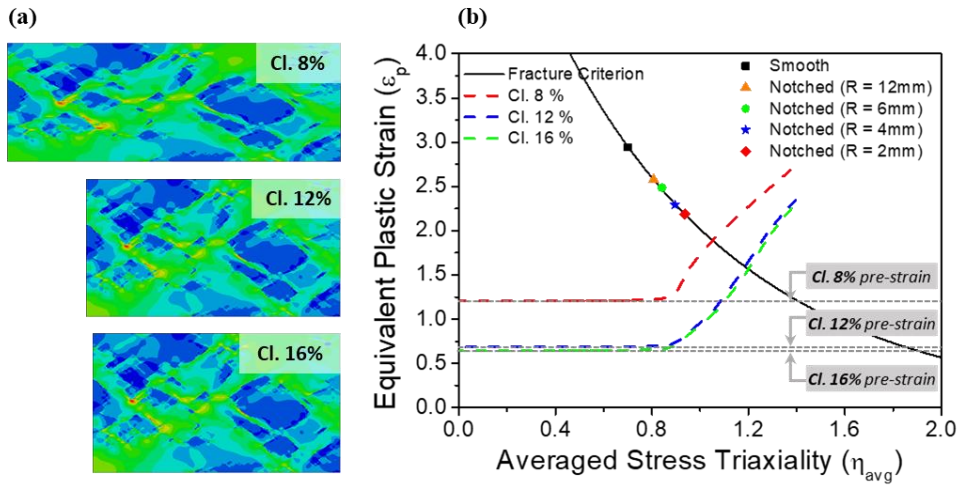 (a)
Cl. 8%
Cl. 12%
Cl. 16%
(b)
Equivalent Plastic Strain (εp)
4.0
3.5
3.0
2.5
2.0
1.5
1.0
0.5
0.0
Fracture Criterion
Cl. 8 %
Cl. 12 %
Cl. 16 %
Smooth
Notched (R = 12mm)
Notched (R = 6mm)
Notched (R = 4mm)
Notched (R = 2mm)
Cl. 8% pre-strain
Cl. 12% pre-strain
Cl. 16% pre-strain
0.0 0.4 0.8 1.2 1.6 2.0
Averaged Stress Triaxiality (ηavg)